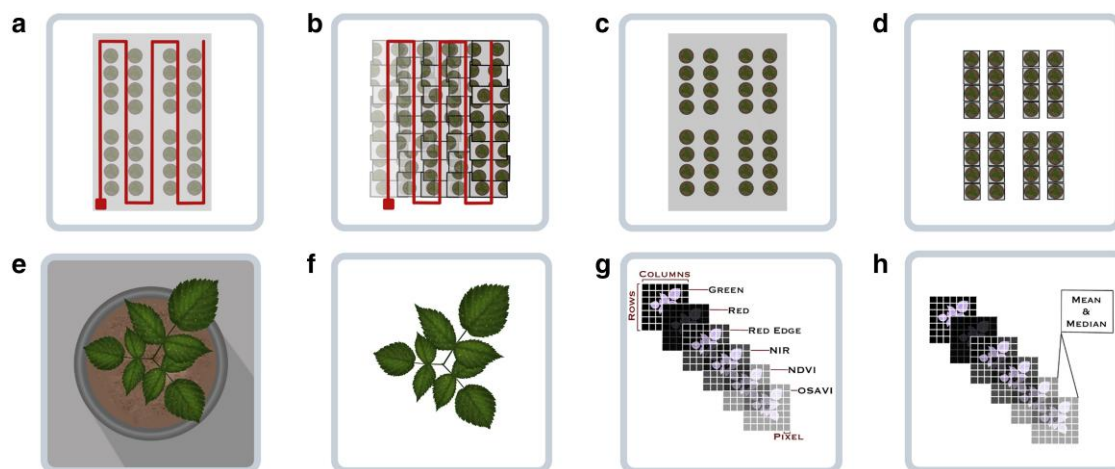 a
b
c
d
e
f
g
h
COLUMNS
ROWS
GREEN
RED
RED EDGE
NIR
NDVI
OSAVI
PIXEL
MEAN
&
MEDIAN